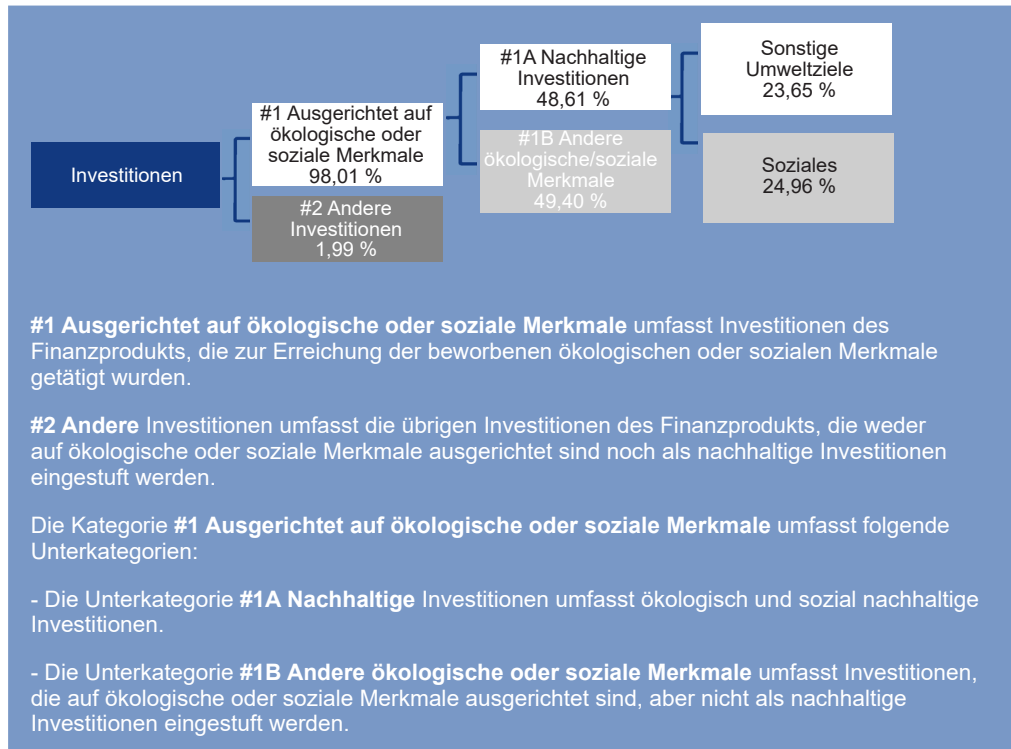 Investitionen
#1 Ausgerichtet auf
ökologische oder
soziale Merkmale
98,01 %
#2 Andere
Investitionen
1,99 %
#1A Nachhaltige
Investitionen
48,61 %
#1B Andere
ökologische/soziale
Merkmale
49,40 %
Sonstige
Umweltziele
23,65 %
Soziales
24,96 %
#1 Ausgerichtet auf ökologische oder soziale Merkmale umfasst Investitionen des
Finanzprodukts, die zur Erreichung der beworbenen ökologischen oder sozialen Merkmale
getätigt wurden.
#2 Andere Investitionen umfasst die übrigen Investitionen des Finanzprodukts, die weder
auf ökologische oder soziale Merkmale ausgerichtet sind noch als nachhaltige Investitionen
eingestuft werden.
Die Kategorie #1 Ausgerichtet auf ökologische oder soziale Merkmale umfasst folgende
Unterkategorien:
- Die Unterkategorie #1A Nachhaltige Investitionen umfasst ökologisch und sozial nachhaltige
Investitionen.
- Die Unterkategorie #1B Andere ökologische oder soziale Merkmale umfasst Investitionen,
die auf ökologische oder soziale Merkmale ausgerichtet sind, aber nicht als nachhaltige
Investitionen eingestuft werden.